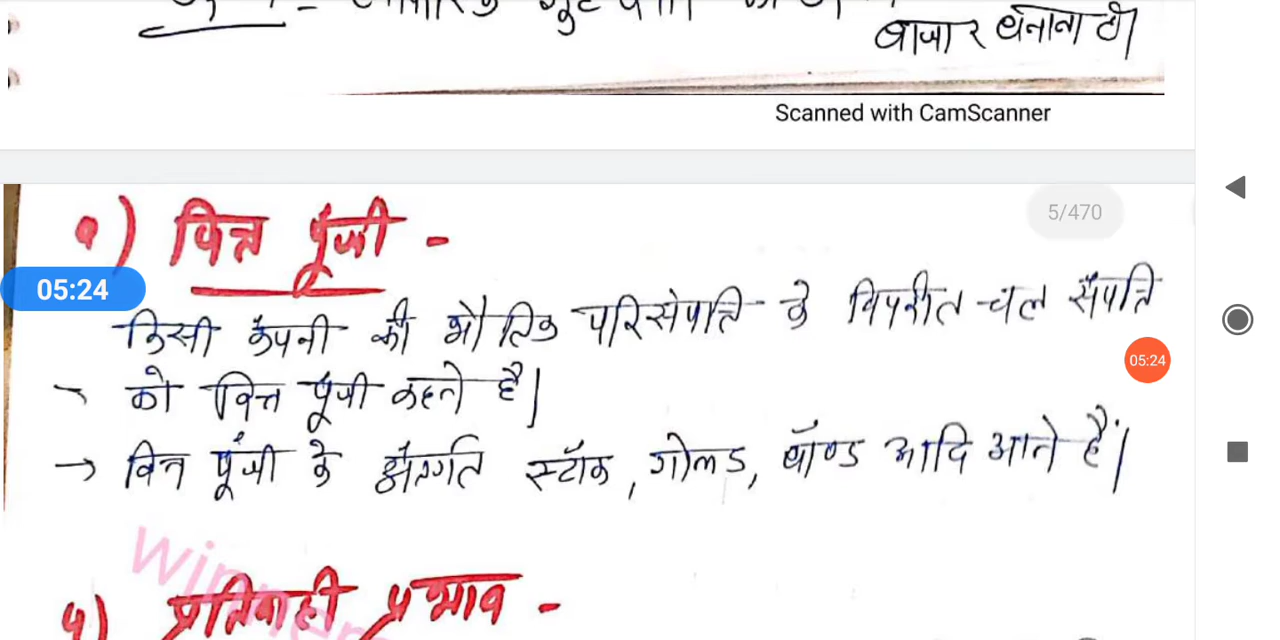 बाजार बनाना है।
Scanned with CamScanner
५) वित्त पूंजी -
5/470
05:24
किसी कंपनी की भौतिक परिसंपत्ति के विपरीत चल संपत्ति
05:24
को वित्त पूंजी कहते है।
→ वित्त पूंजी के अंतर्गत स्टॉक, गोल्ड, बॉण्ड आदि आते हैं।
प्रतिवाही प्रभाव -